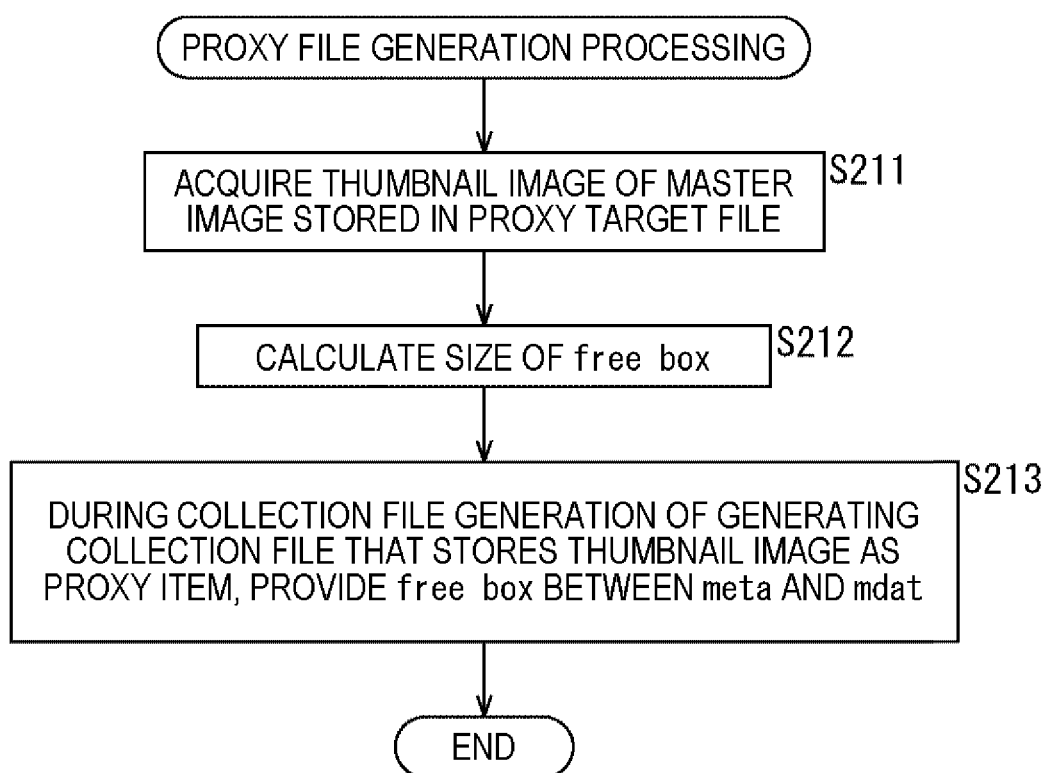 PROXY FILE GENERATION PROCESSING
ACQUIRE THUMBNAIL IMAGE OF MASTER
IMAGE STORED IN PROXY TARGET FILE
S211
CALCULATE SIZE OF free box
S212
DURING COLLECTION FILE GENERATION OF GENERATING
COLLECTION FILE THAT STORES THUMBNAIL IMAGE AS
PROXY ITEM, PROVIDE free box BETWEEN meta AND mdat
S213
END